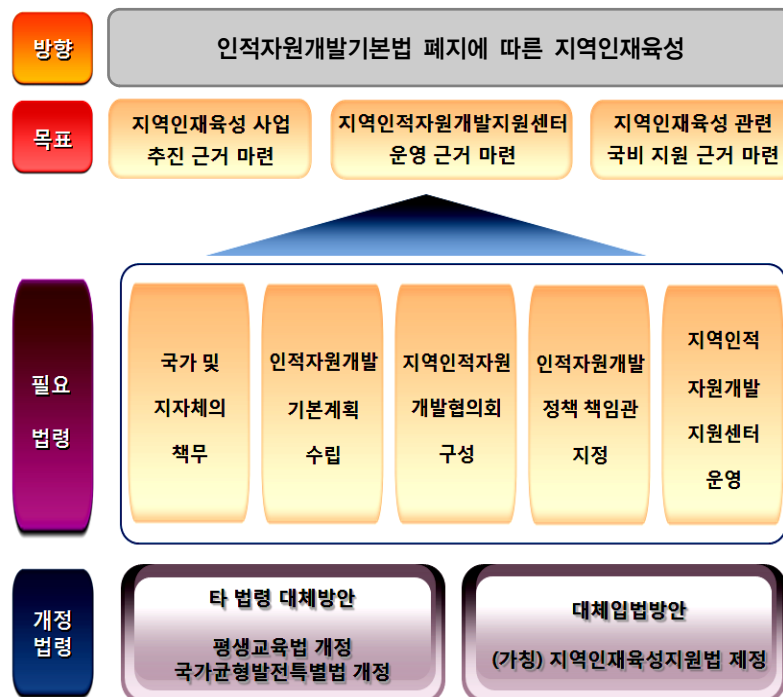 방향
인적자원개발기본법 폐지에 따른 지역인재육성
목표
지역인재육성 사업
추진 근거 마련
지역인적자원개발지원센터
운영 근거 마련
지역인재육성 관련
국비 지원 근거 마련
필요
법령
국가 및
지자체의
책무
인적자원개발
기본계획
수립
지역인적자원
개발협의회
구성
인적자원개발
정책 책임관
지정
지역인적
자원개발
지원센터
운영
개정
법령
타 법령 대체방안
평생교육법 개정
국가균형발전특별법 개정
대체입법방안
(가칭) 지역인재육성지원법 제정